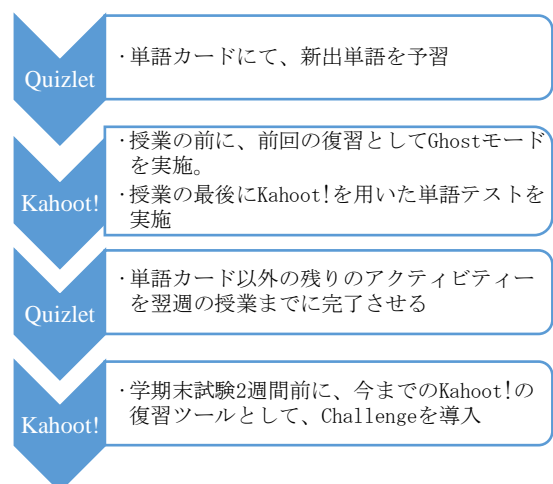 Quizlet
・単語カードにて、新出単語を予習
Kahoot!
・授業の前に、前回の復習としてGhostモード
を実施。
・授業の最後にKahoot!を用いた単語テストを
実施
Quizlet
・単語カード以外の残りのアクティビティー
を翌週の授業までに完了させる
Kahoot!
・学期末試験2週間前に、今までのKahoot!の
復習ツールとして、Challengeを導入